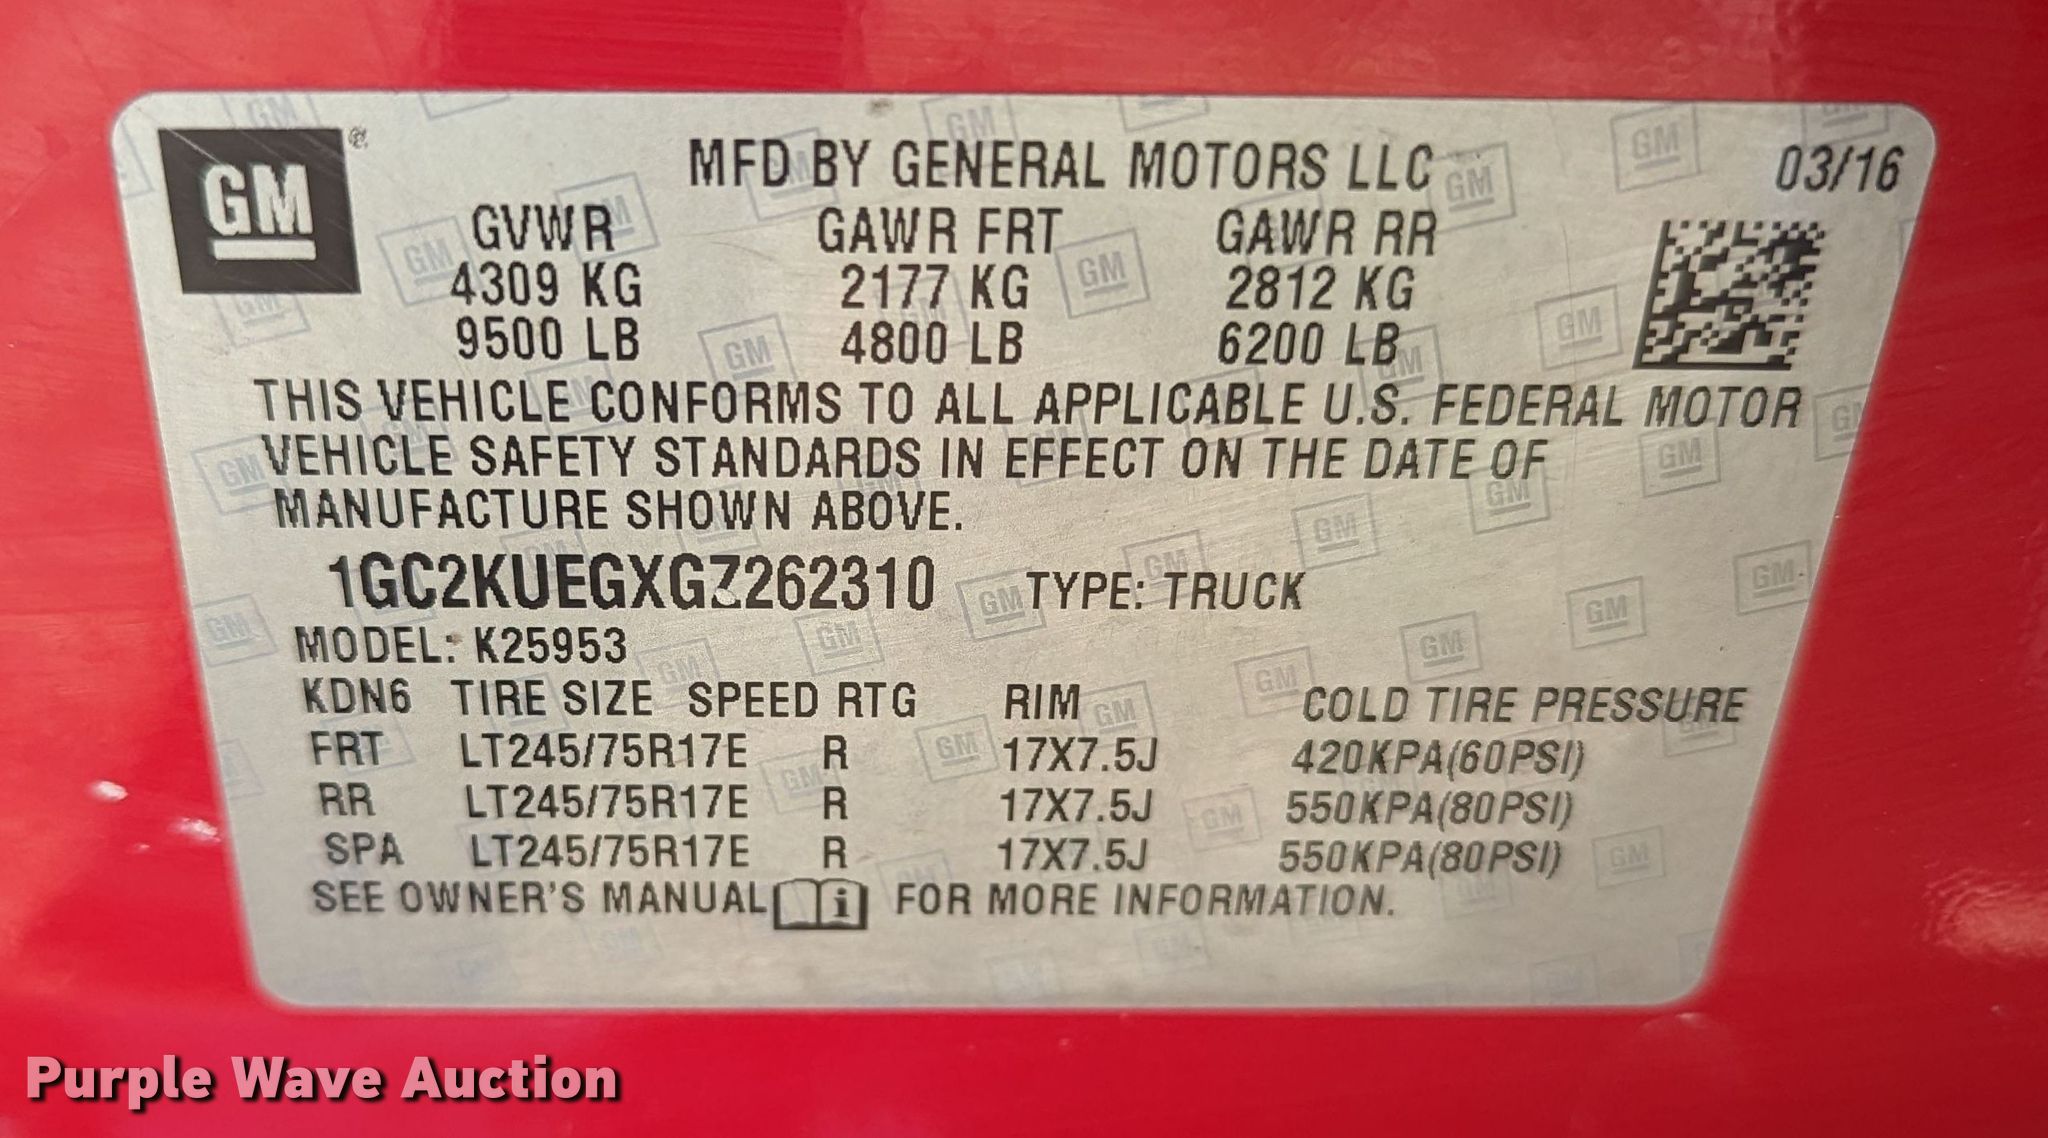 GM ®
MFD BY GENERAL MOTORS LLC 03/16
GVWR GAWR FRT GAWR RR
4309 KG 2177 KG 2812 KG
9500 LB 4800 LB 6200 LB
THIS VEHICLE CONFORMS TO ALL APPLICABLE U.S. FEDERAL MOTOR
VEHICLE SAFETY STANDARDS IN EFFECT ON THE DATE OF
MANUFACTURE SHOWN ABOVE.
1GC2KUEGXGZ262310 TYPE: TRUCK
MODEL: K25953
KDN6 TIRE SIZE SPEED RTG RIM COLD TIRE PRESSURE
FRT LT245/75R17E R 17X7.5J 420KPA(60PSI)
RR LT245/75R17E R 17X7.5J 550KPA(80PSI)
SPA LT245/75R17E R 17X7.5J 550KPA(80PSI)
SEE OWNER'S MANUAL i FOR MORE INFORMATION.
Purple Wave Auction